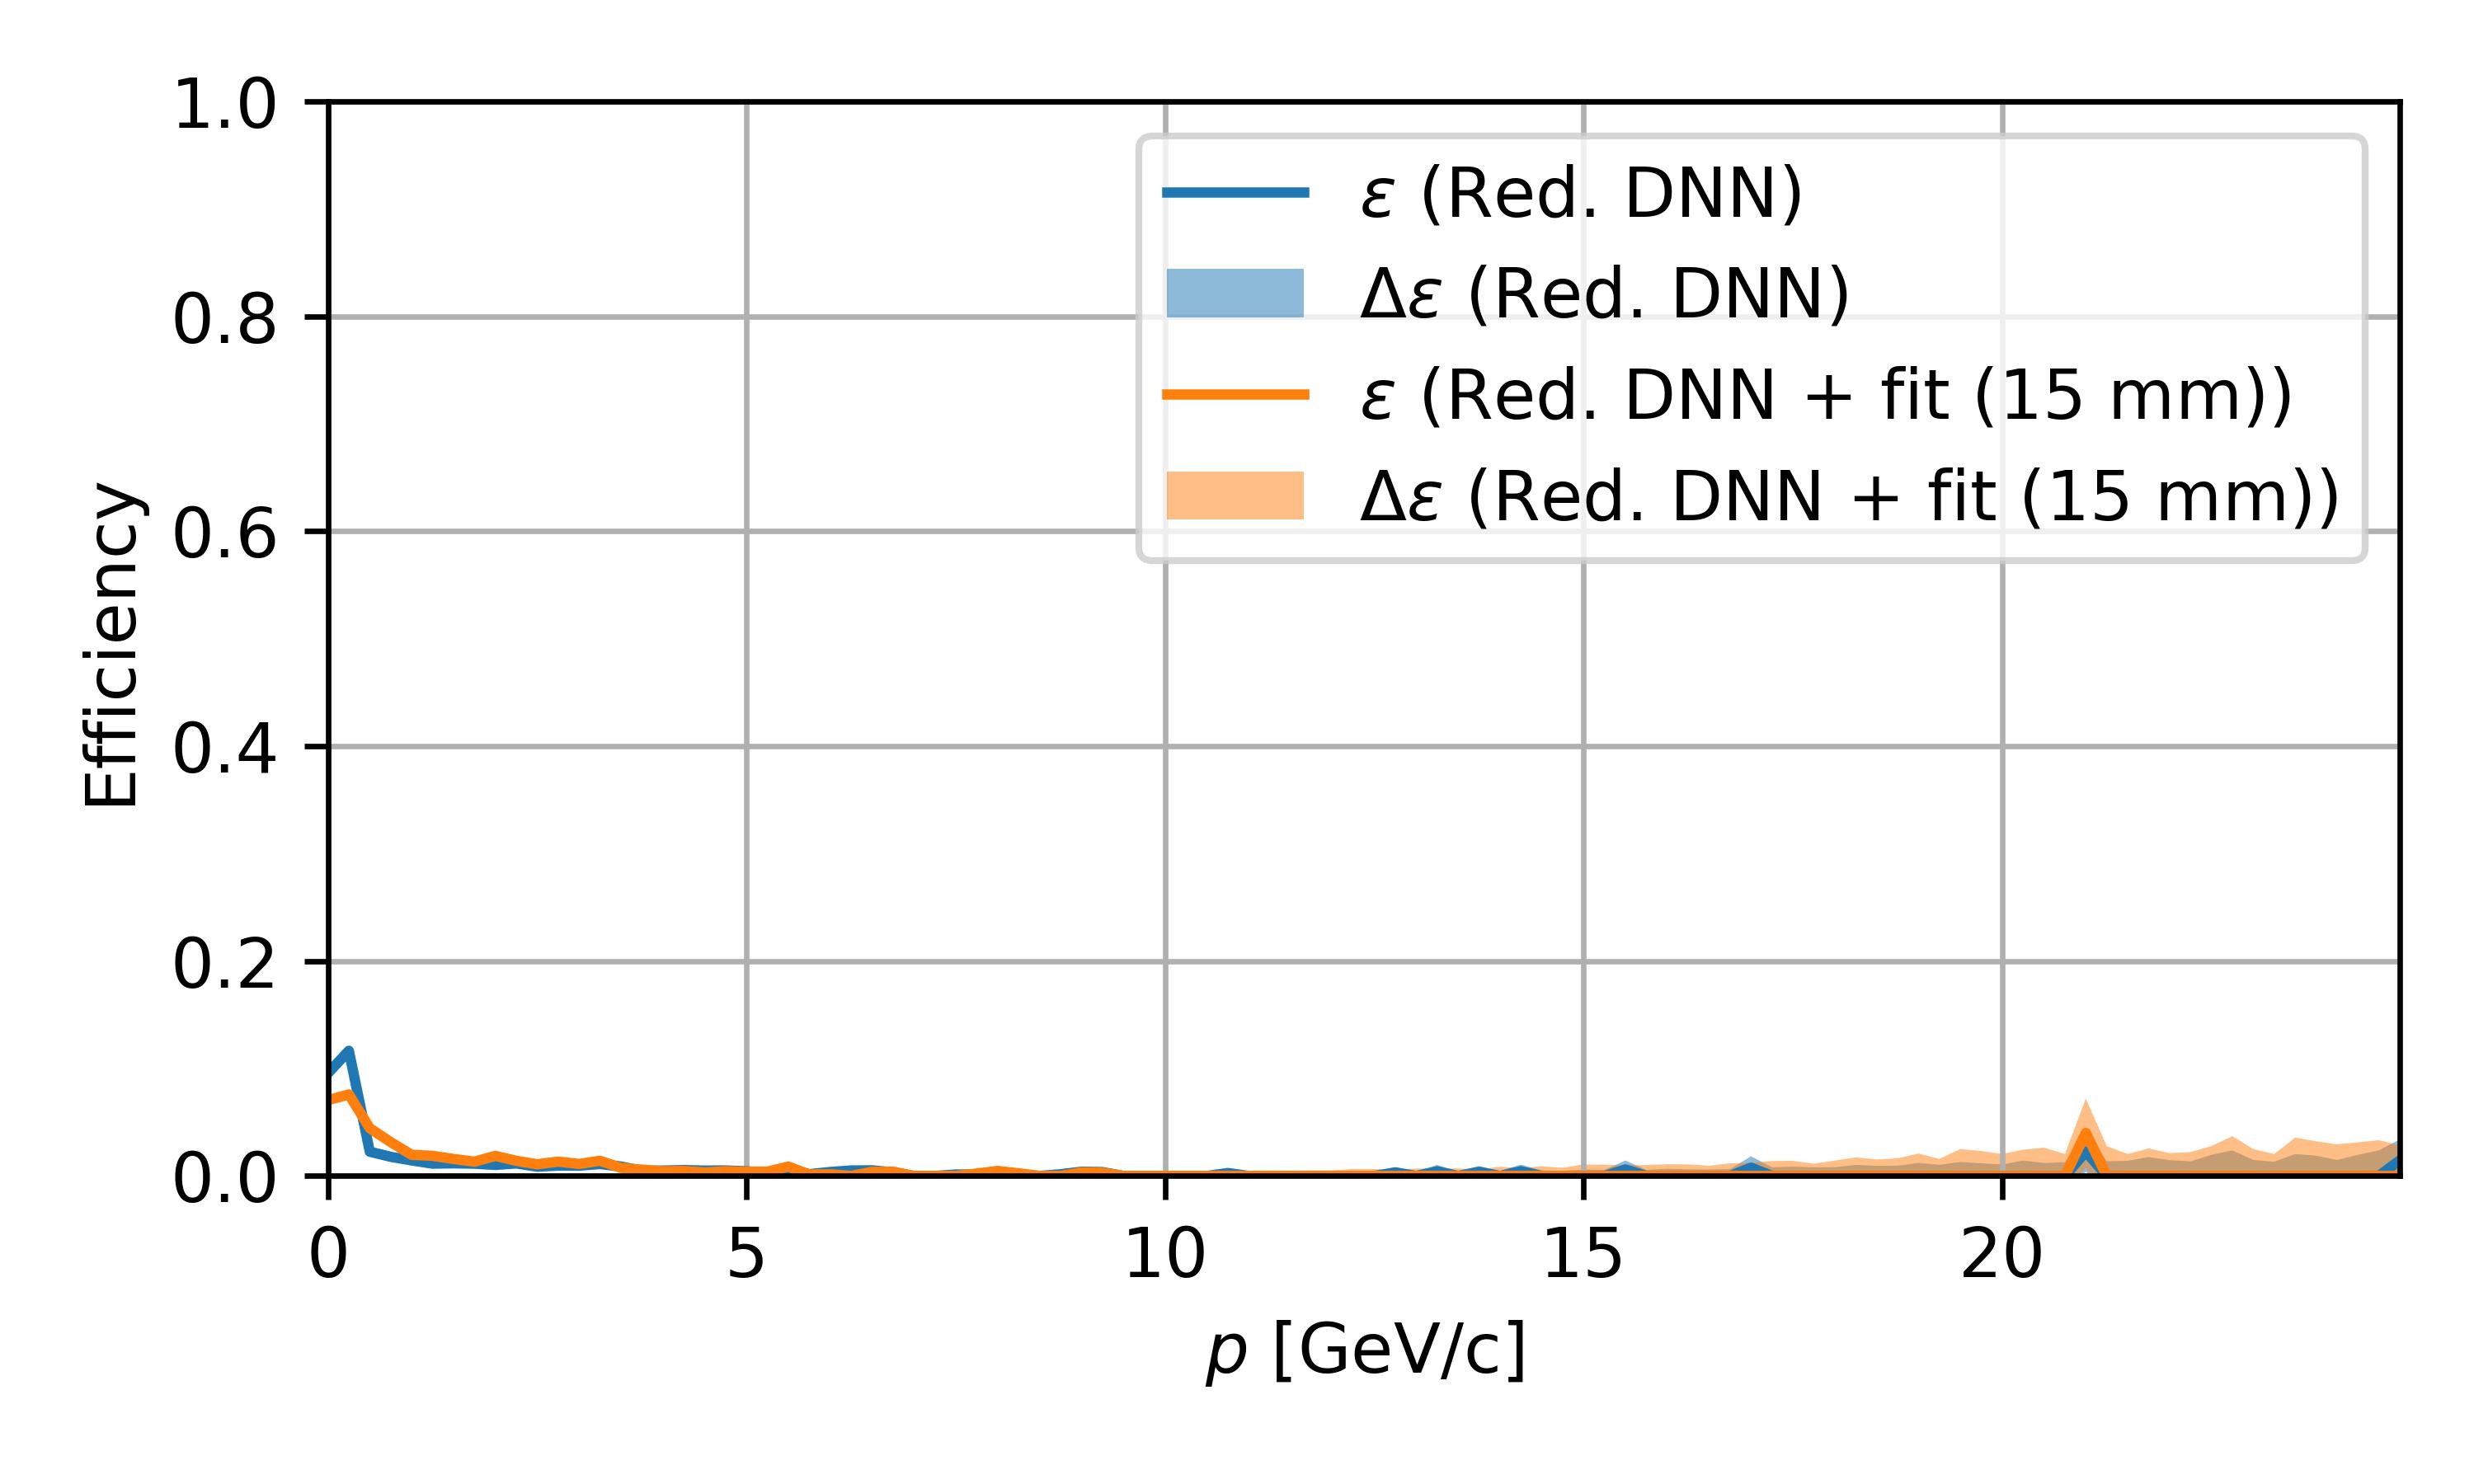 1.0
0.8
0.6
0.4
0.2
0.0
Efficiency
ε (Red. DNN)
Δε (Red. DNN)
ε (Red. DNN + fit (15 mm))
Δε (Red. DNN + fit (15 mm))
0 5 10 15 20
p [GeV/c]